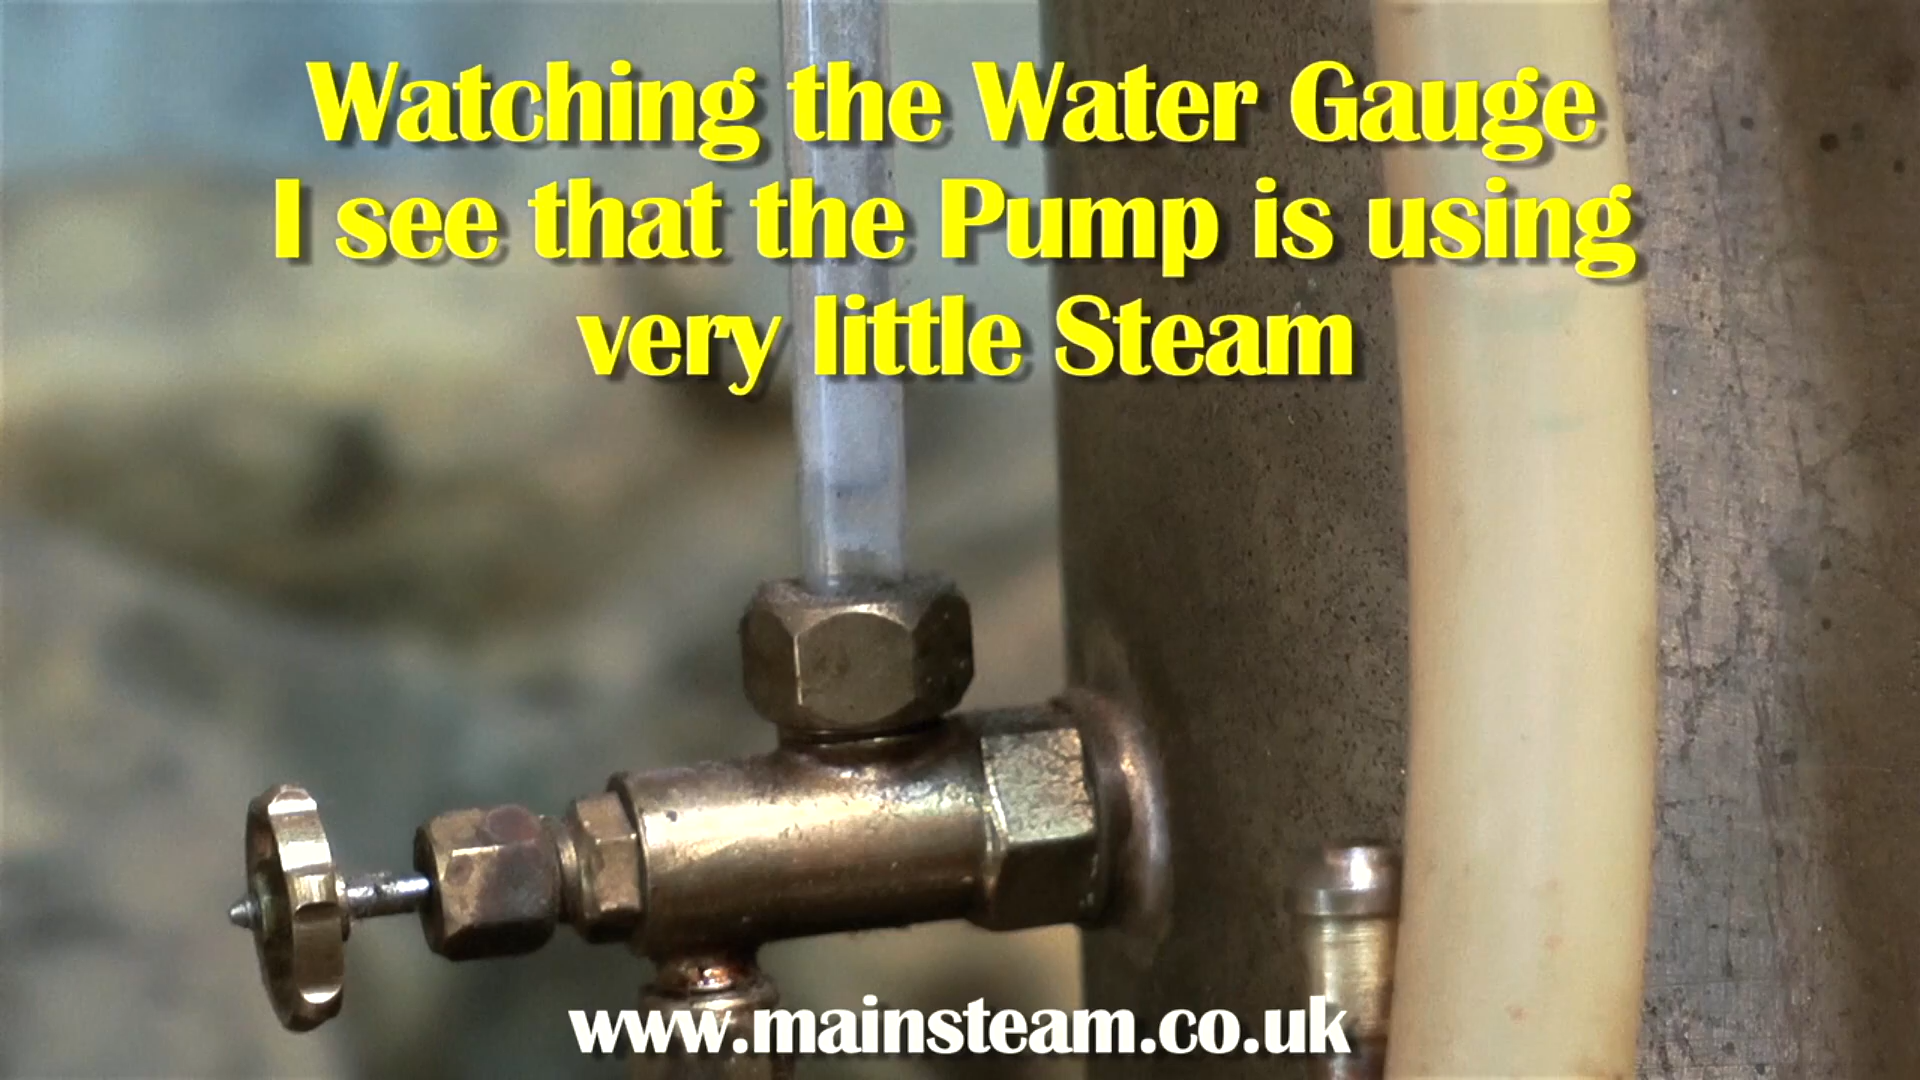 Watching the Water Gauge
I see that the Pump is using
very little Steam
www.mainsteam.co.uk